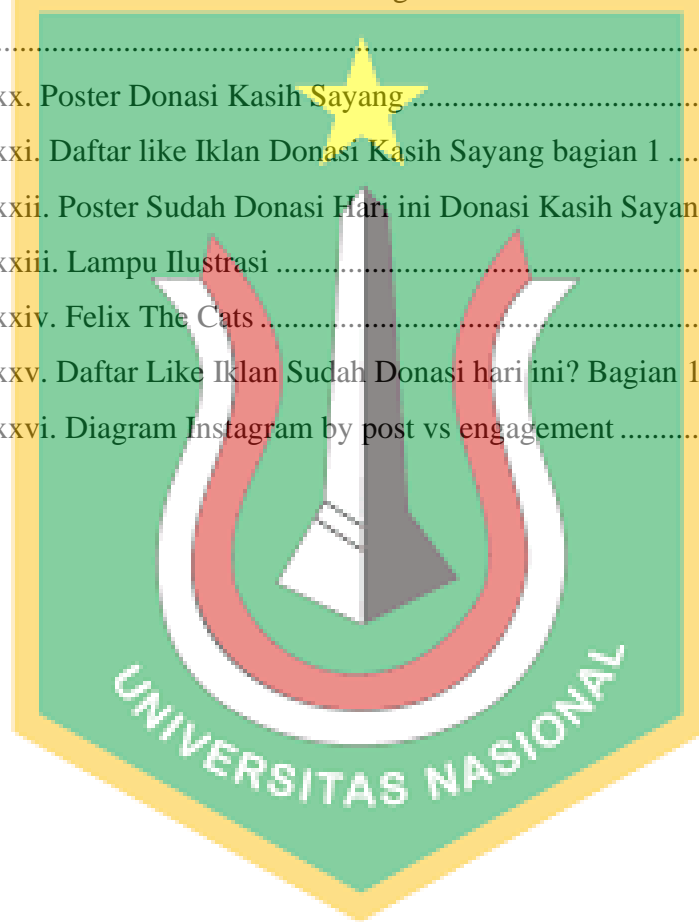 ..............................................................................................
xx. Poster Donasi Kasih Sayang ........................................
xxi. Daftar like Iklan Donasi Kasih Sayang bagian 1 ....
xxii. Poster Sudah Donasi Hari ini Donasi Kasih Sayan
xxiii. Lampu Ilustrasi ..........................................................
xxiv. Felix The Cats .............................................................
xxv. Daftar Like Iklan Sudah Donasi hari ini? Bagian 1
xxvi. Diagram Instagram by post vs engagement ..........
UNIVERSITAS NASIONAL